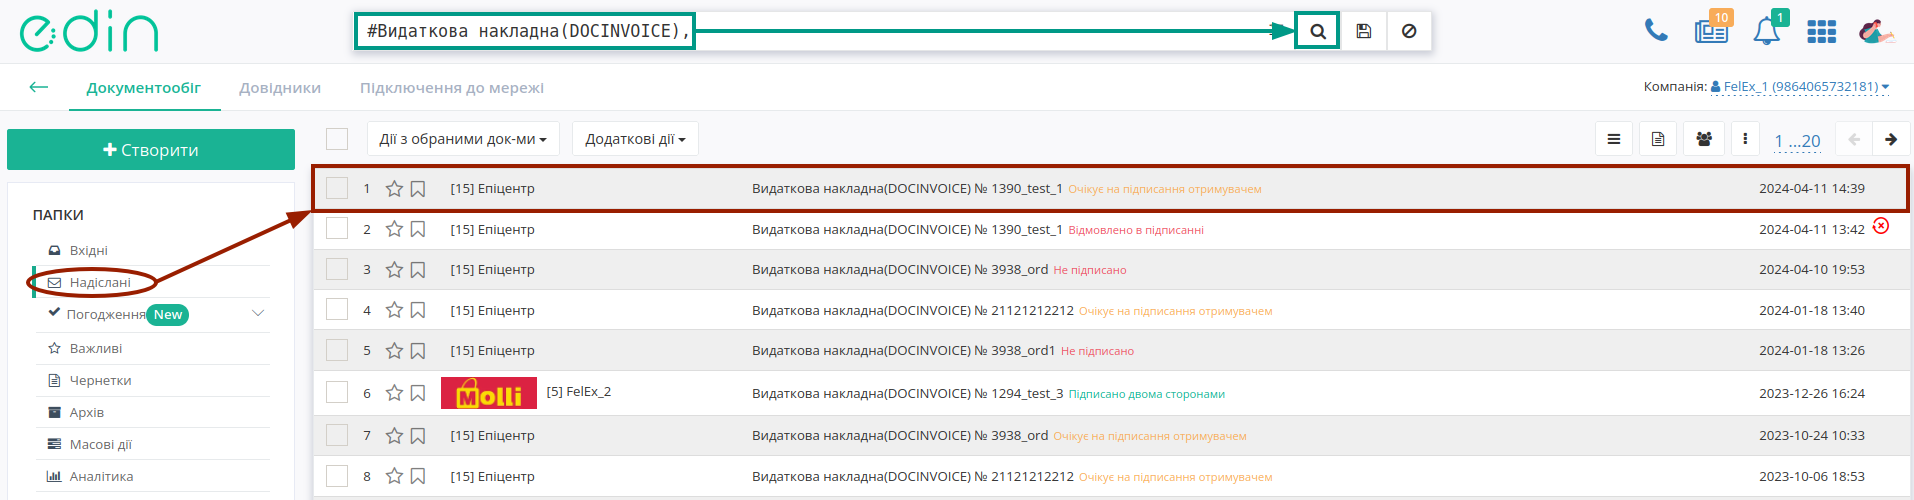 edin
#Видаткова накладна(DOCINVOICE),
10
1
Документообіг
Довідники
Підключення до мережі
Компанія: FelEx_1 (9864065732181)
Створити
Дії з обраними док-ми
Додаткові дії
1 ...20
ПАПКИ
Вхідні
Надіслані
Погодження New
Важливі
Чернетки
Архів
Масові дії
Аналітика
1 [15] Епіцентр Видаткова накладна(DOCINVOICE) № 1390_test_1 Очікує на підписання отримувачем 2024-04-11 14:39
2 [15] Епіцентр Видаткова накладна(DOCINVOICE) № 1390_test_1 Відмовлено в підписанні 2024-04-11 13:42
3 [15] Епіцентр Видаткова накладна(DOCINVOICE) № 3938_ord Не підписано 2024-04-10 19:53
4 [15] Епіцентр Видаткова накладна(DOCINVOICE) № 21121212212 Очікує на підписання отримувачем 2024-01-18 13:40
5 [15] Епіцентр Видаткова накладна(DOCINVOICE) № 3938_ord1 Не підписано 2024-01-18 13:26
6 Molli [5] FelEx_2 Видаткова накладна(DOCINVOICE) № 1294_test_3 Підписано двома сторонами 2023-12-26 16:24
7 [15] Епіцентр Видаткова накладна(DOCINVOICE) № 3938_ord Очікує на підписання отримувачем 2023-10-24 10:33
8 [15] Епіцентр Видаткова накладна(DOCINVOICE) № 21121212212 Очікує на підписання отримувачем 2023-10-06 18:53